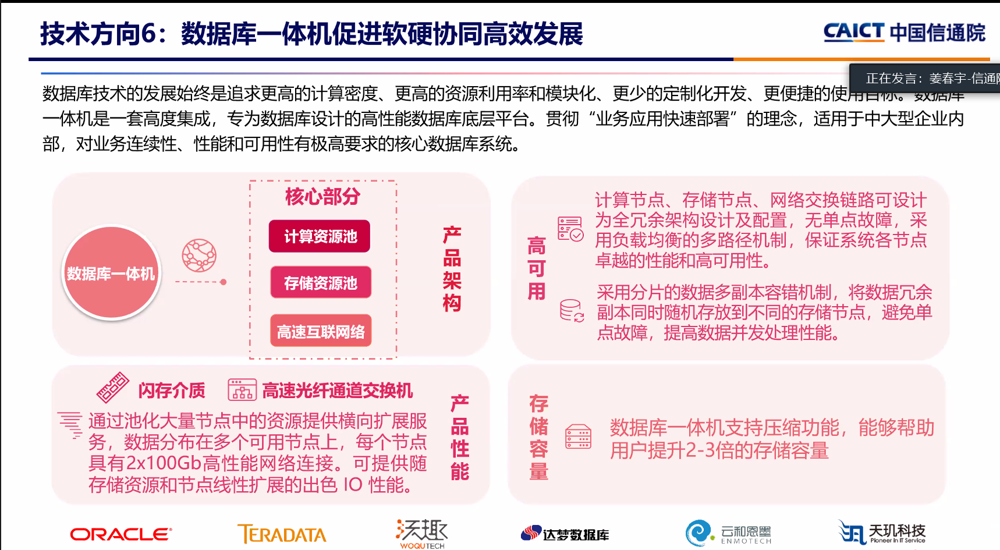 技术方向6：数据库一体机促进软硬协同高效发展
CAICT 中国信通院
正在发言：姜春宇-信通
数据库技术的发展始终是追求更高的计算密度、更高的资源利用率和模块化、更少的定制化开发、更便捷的使用目标。数据库
一体机是一套高度集成，专为数据库设计的高性能数据库底层平台。贯彻“业务应用快速部署”的理念，适用于中大型企业内
部，对业务连续性、性能和可用性有极高要求的核心数据库系统。
数据库一体机
核心部分
计算资源池
存储资源池
高速互联网络
产品架构
高可用
计算节点、存储节点、网络交换链路可设计
为全冗余架构设计及配置，无单点故障，采
用负载均衡的多路径机制，保证系统各节点
卓越的性能和高可用性。
采用分片的数据多副本容错机制，将数据冗余
副本同时随机存放到不同的存储节点，避免单
点故障，提高数据并发处理性能。
闪存介质
高速光纤通道交换机
通过池化大量节点中的资源提供横向扩展服
务，数据分布在多个可用节点上，每个节点
具有2x100Gb高性能网络连接。可提供随
存储资源和节点线性扩展的出色 IO 性能。
产品性能
存储容量
数据库一体机支持压缩功能，能够帮助
用户提升2-3倍的存储容量
ORACLE
TERADATA
沃趣
WOQUTECH
达梦数据库
云和恩墨
ENMOTECH
天玑科技
Pioneer in IT Service